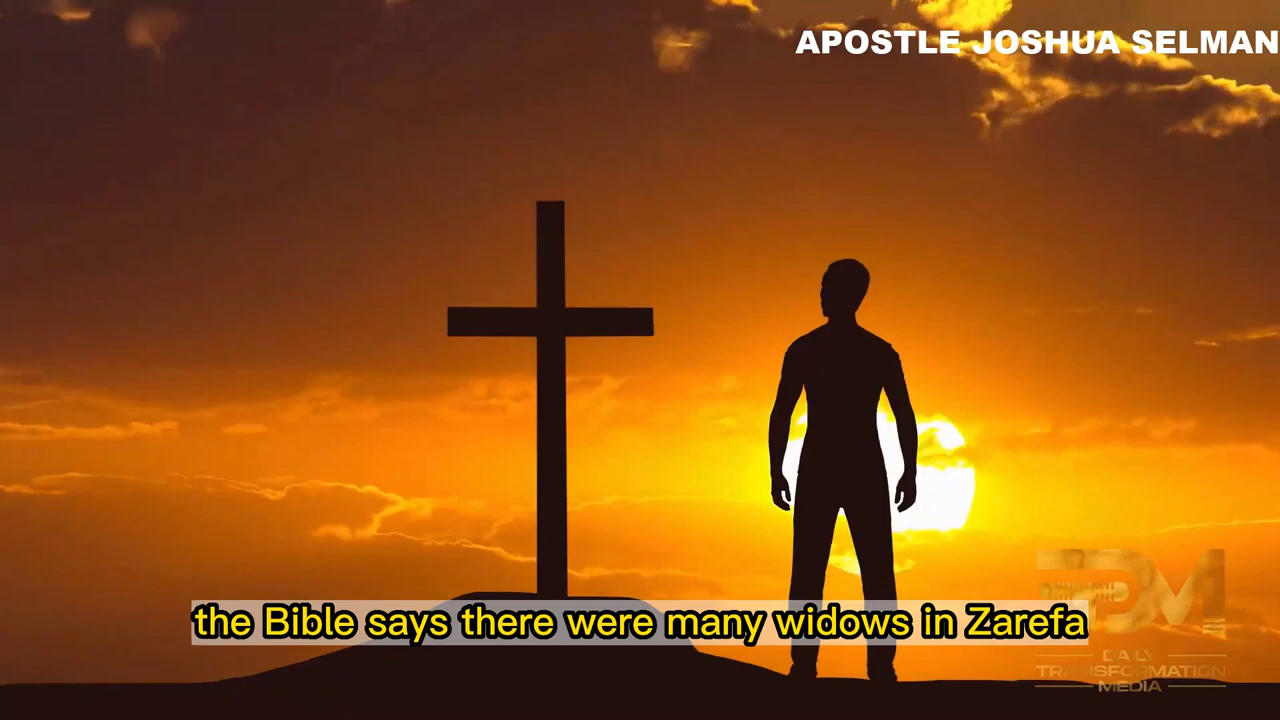 APOSTLE JOSHUA SELMAN
the Bible says there were many widows in Zarefa
DAILY
TRANSFORMATION
MEDIA